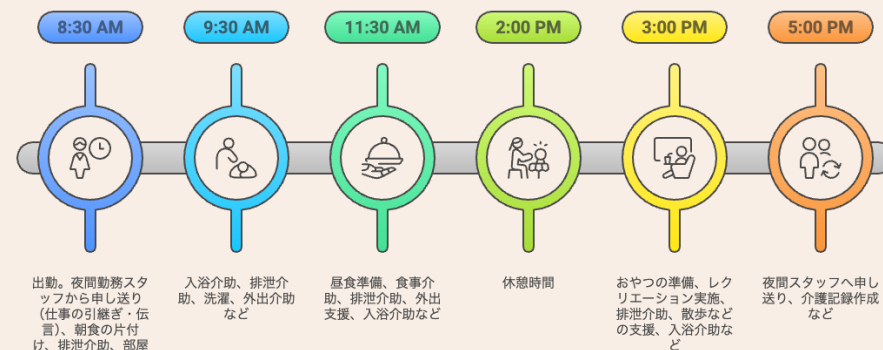 8:30 AM
9:30 AM
11:30 AM
2:00 PM
3:00 PM
5:00 PM
出勤。夜間勤務スタ
ッフから申し送り
（仕事の引継ぎ・伝
言）、朝食の片付
け、排泄介助、部屋
入浴介助、排泄介
助、洗濯、外出介助
など
昼食準備、食事介
助、排泄介助、外出
支援、入浴介助など
休憩時間
おやつの準備、レク
リエーション実施、
排泄介助、散歩など
の支援、入浴介助な
ど
夜間スタッフへ申し
送り、介護記録作成
など